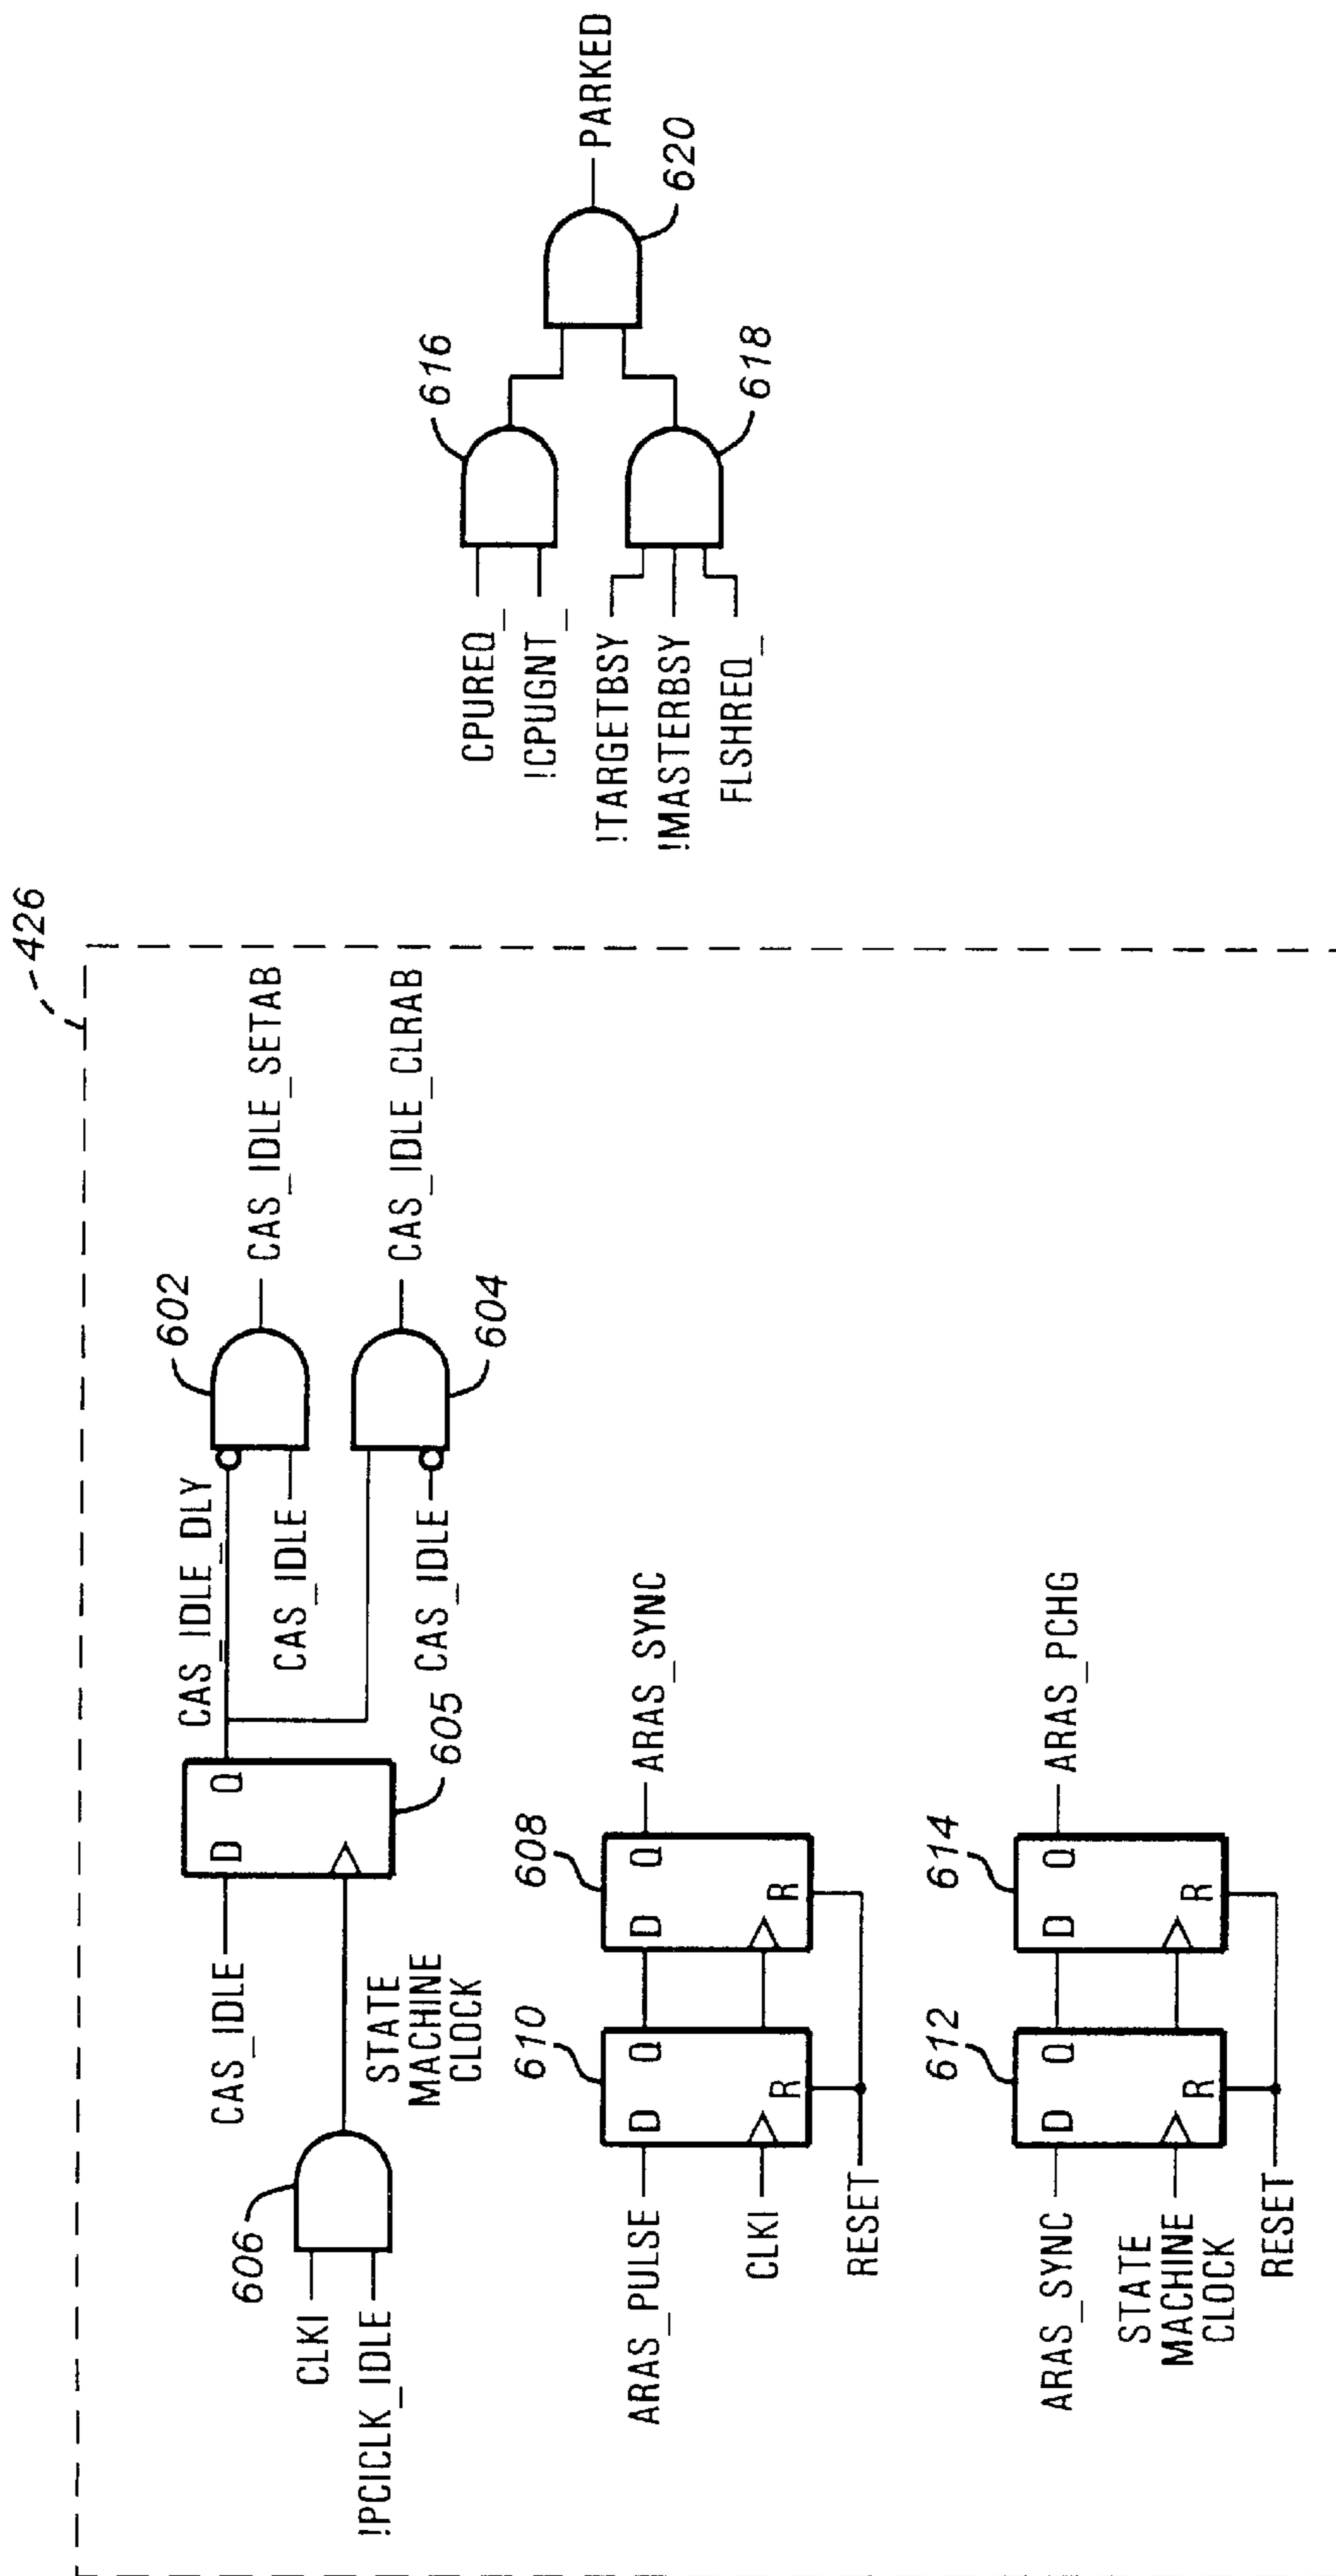 426
CAS_IDLE
D Q
605
CAS_IDLE_DLY
CAS_IDLE
602
CAS_IDLE_SETAB
CAS_IDLE
604
CAS_IDLE_CLRAB
606
CLKI
!PCICLK_IDLE
STATE
MACHINE
CLOCK
ARAS_PULSE
610
D Q
R
CLKI
RESET
608
D Q
R
ARAS_SYNC
ARAS_SYNC
612
D Q
R
STATE
MACHINE
CLOCK
RESET
614
D Q
R
ARAS_PCHG
CPUREQ_
!CPUGNT_
616
!TARGETBSY
!MASTERBSY
FLSHREQ_
618
620
PARKED